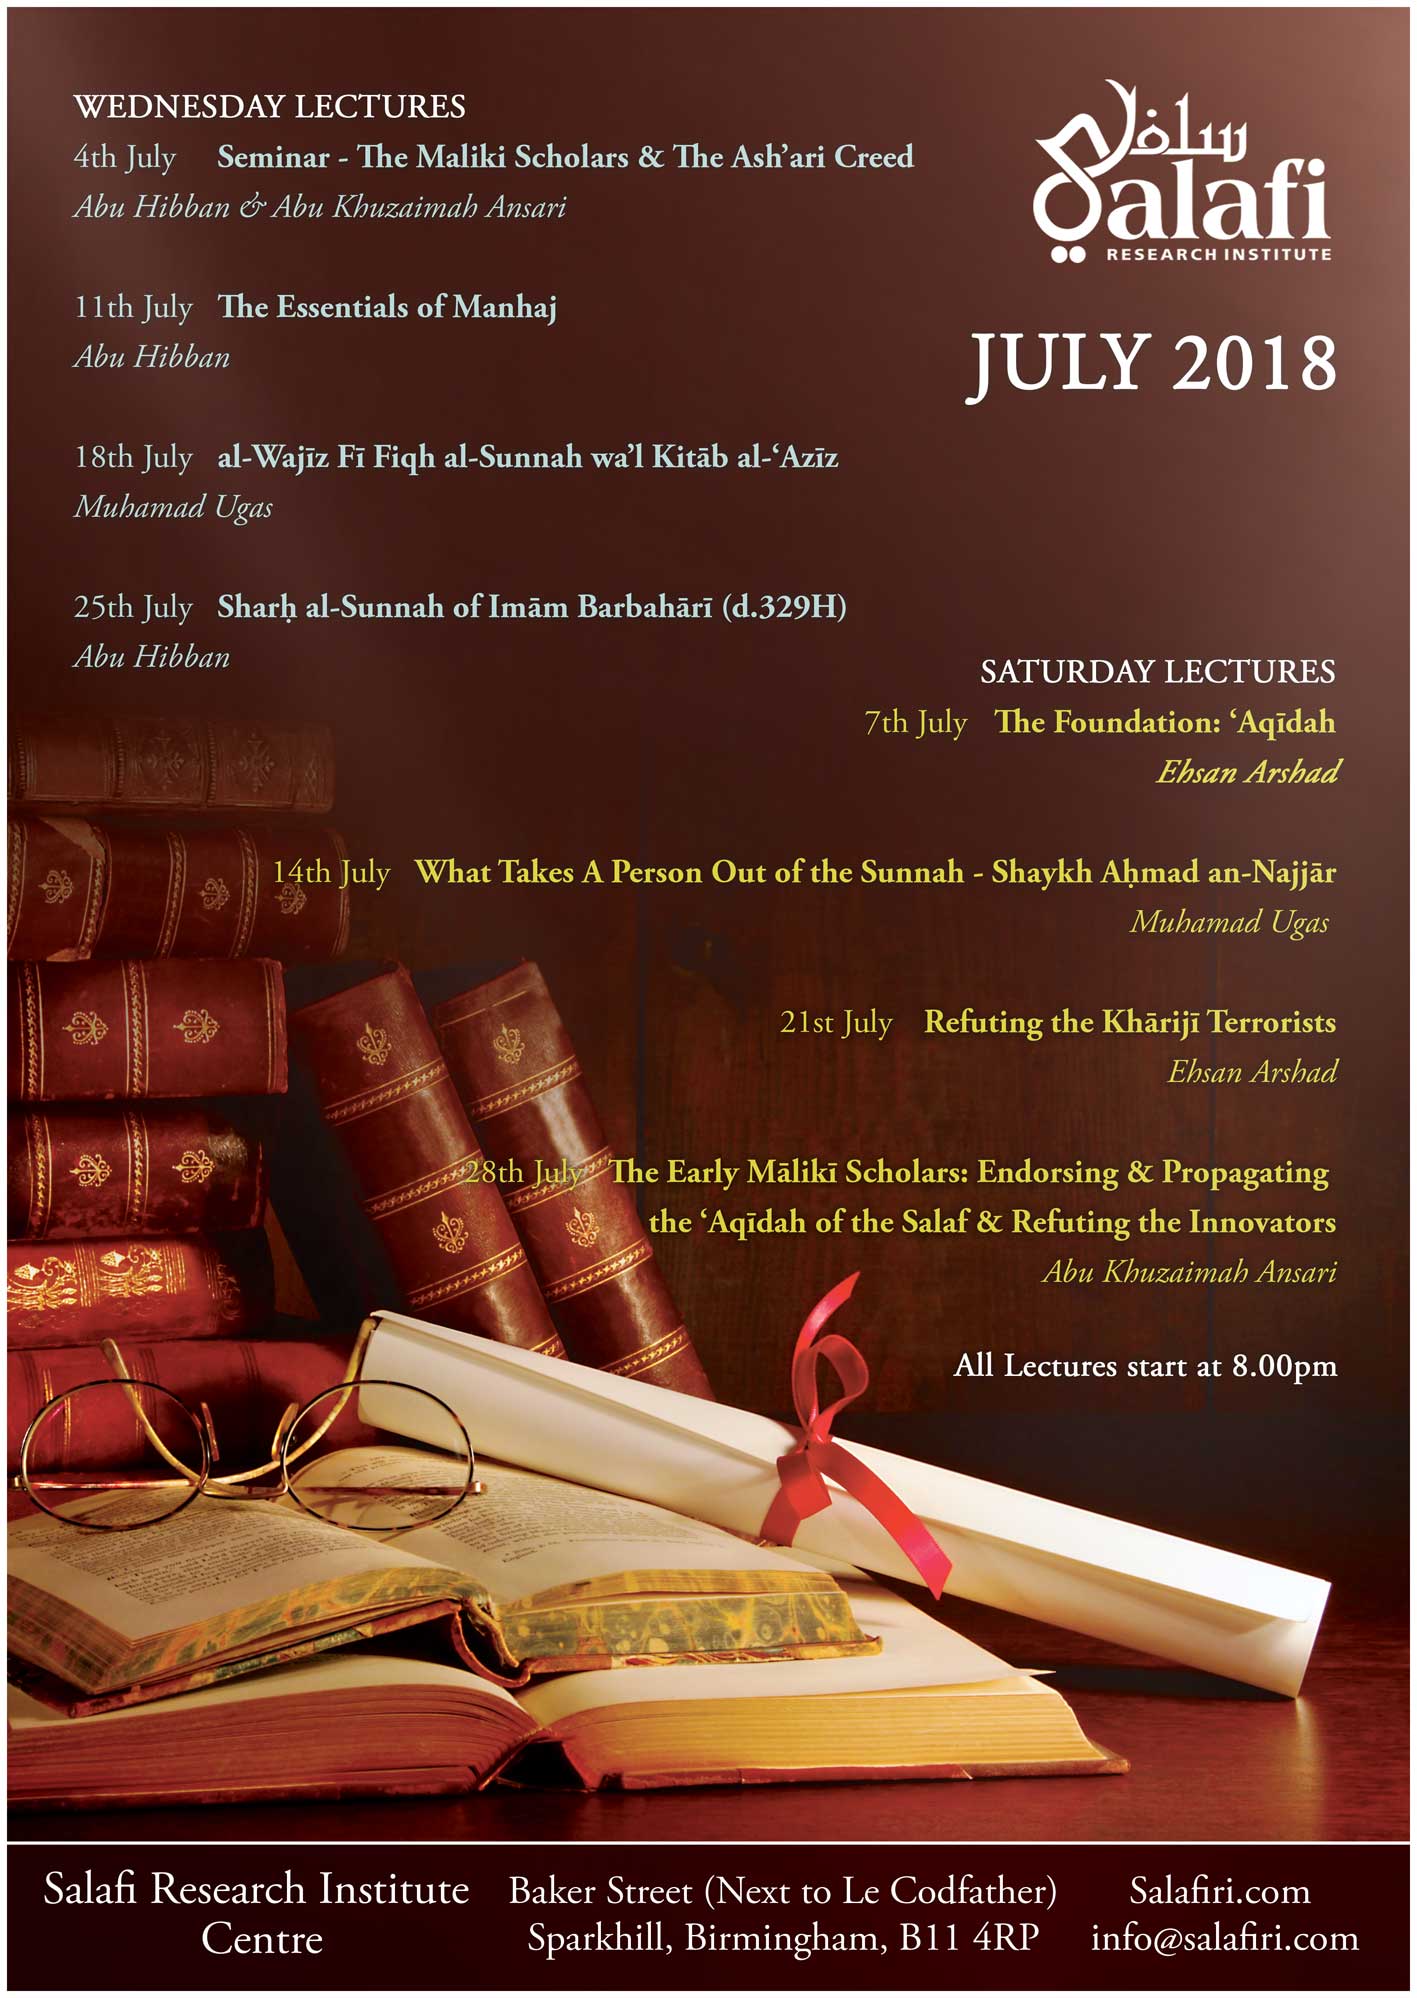 WEDNESDAY LECTURES
4th July Seminar - The Maliki Scholars & The Ash’ari Creed
Abu Hibban & Abu Khuzaimah Ansari
11th July The Essentials of Manhaj
Abu Hibban
18th July al-Wajīz Fī Fiqh al-Sunnah wa’l Kitāb al-‘Azīz
Muhamad Ugas
25th July Sharḥ al-Sunnah of Imām Barbahārī (d.329H)
Abu Hibban
سلفي
Salafi
RESEARCH INSTITUTE
JULY 2018
SATURDAY LECTURES
7th July The Foundation: ‘Aqīdah
Ehsan Arshad
14th July What Takes A Person Out of the Sunnah - Shaykh Aḥmad an-Najjār
Muhamad Ugas
21st July Refuting the Khārijī Terrorists
Ehsan Arshad
28th July The Early Mālikī Scholars: Endorsing & Propagating
the ‘Aqīdah of the Salaf & Refuting the Innovators
Abu Khuzaimah Ansari
All Lectures start at 8.00pm
Salafi Research Institute
Centre
Baker Street (Next to Le Codfather)
Sparkhill, Birmingham, B11 4RP
Salafiri.com
info@salafiri.com